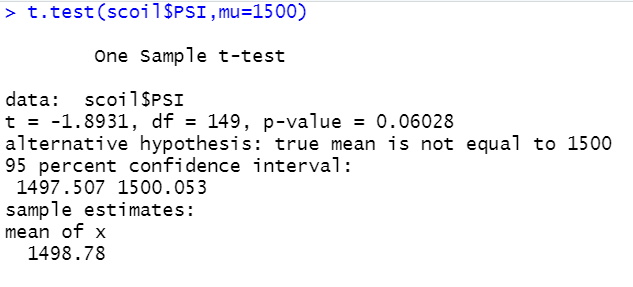 > t.test(scoil$PSI,mu=1500)
One Sample t-test
data:  scoil$PSI
t = -1.8931, df = 149, p-value = 0.06028
alternative hypothesis: true mean is not equal to 1500
95 percent confidence interval:
1497.507 1500.053
sample estimates:
mean of x
1498.78